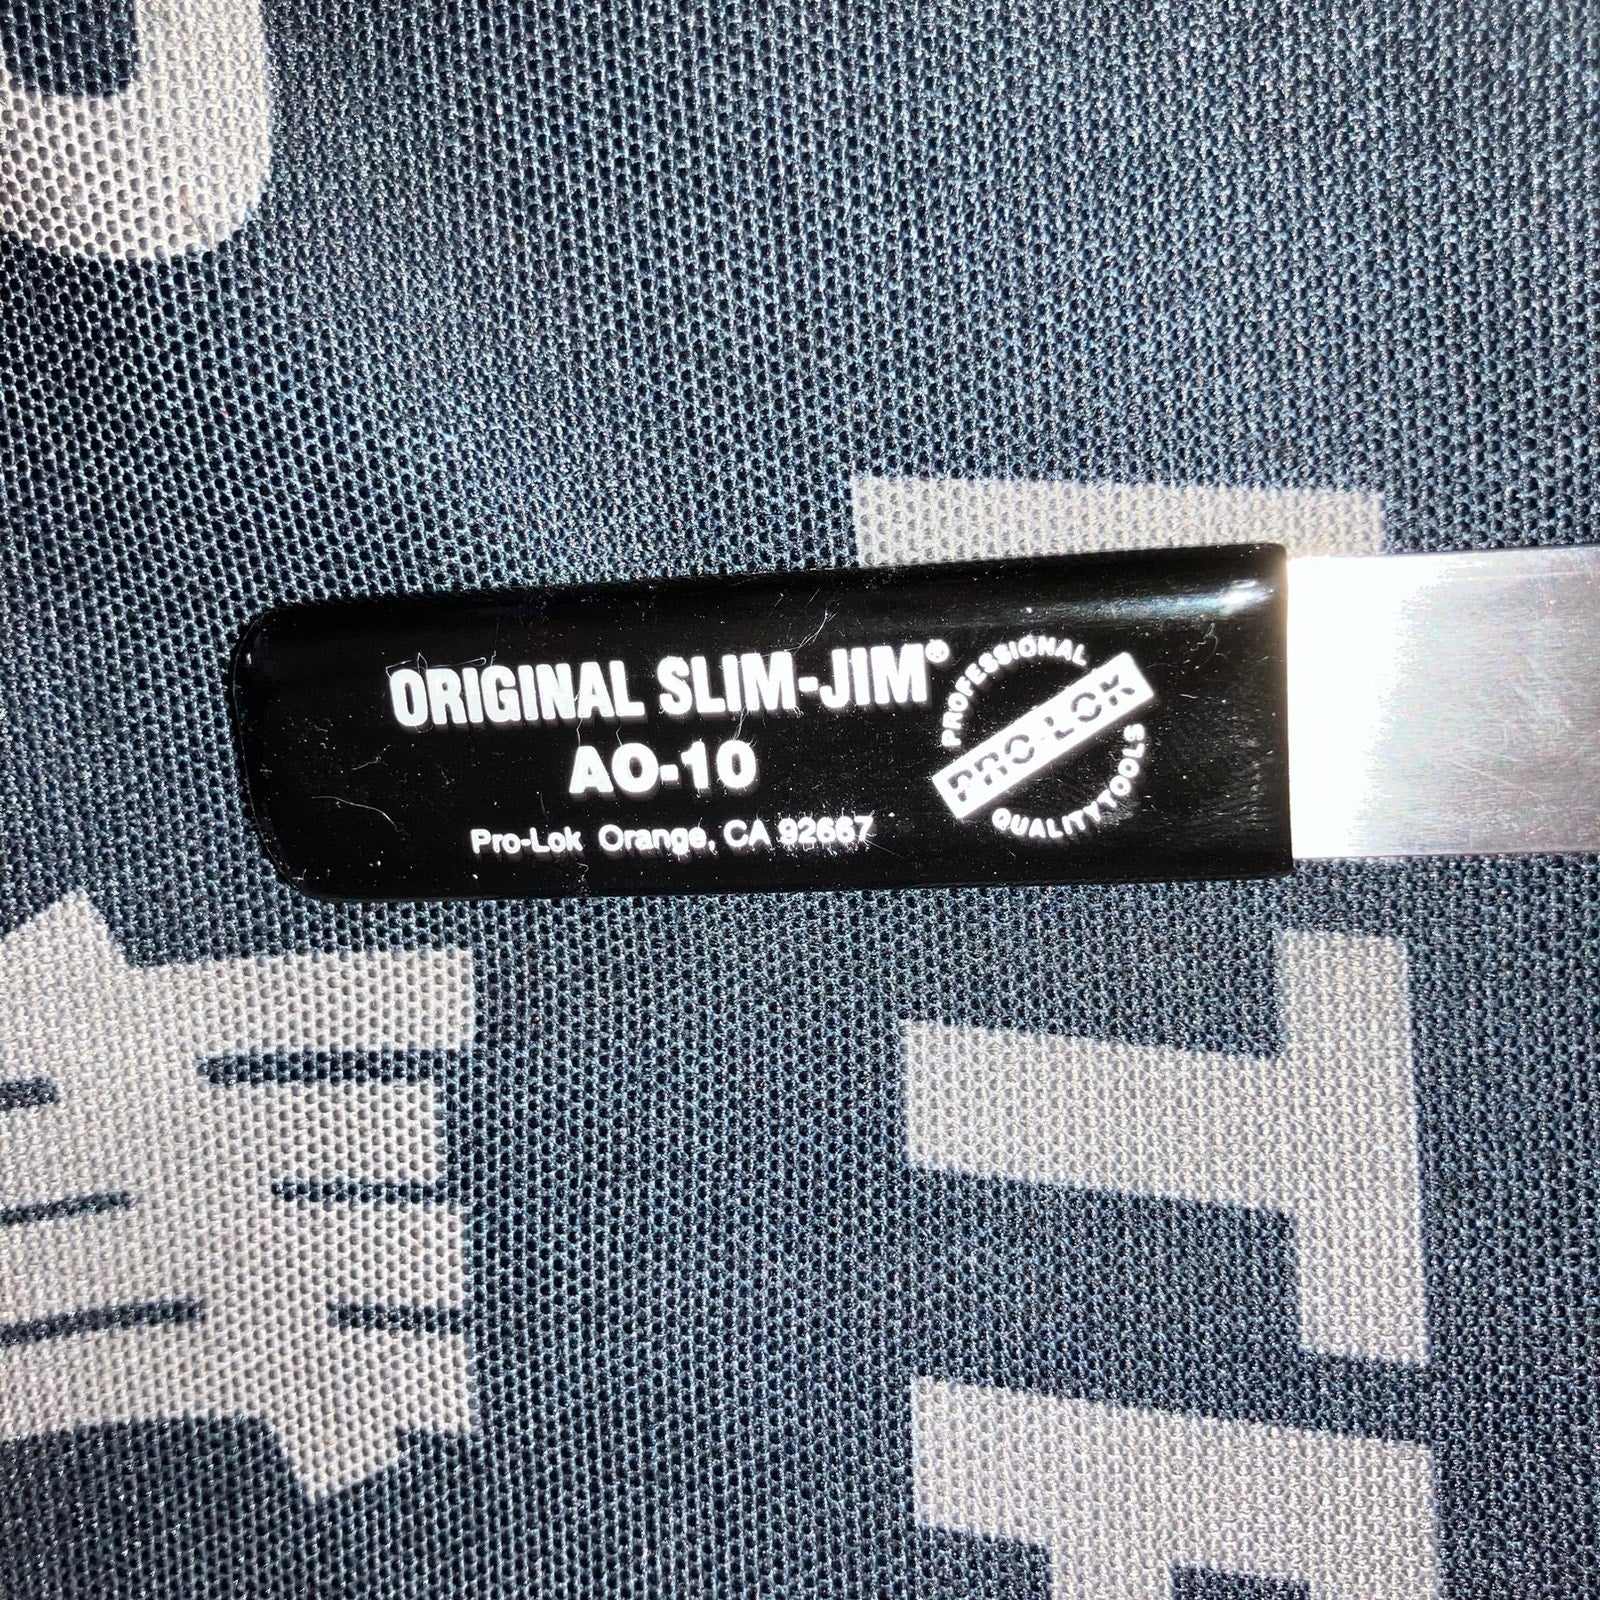 ORIGINAL SLIM-JIM®
AO-10
Pro-Lok Orange, CA 92667
PROFESSIONAL
PRO-LOK
QUALITY TOOLS